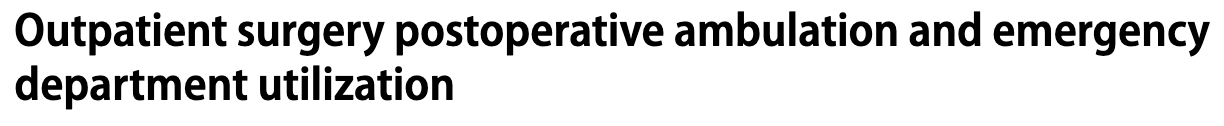 Outpatient surgery postoperative ambulation and emergency
department utilization